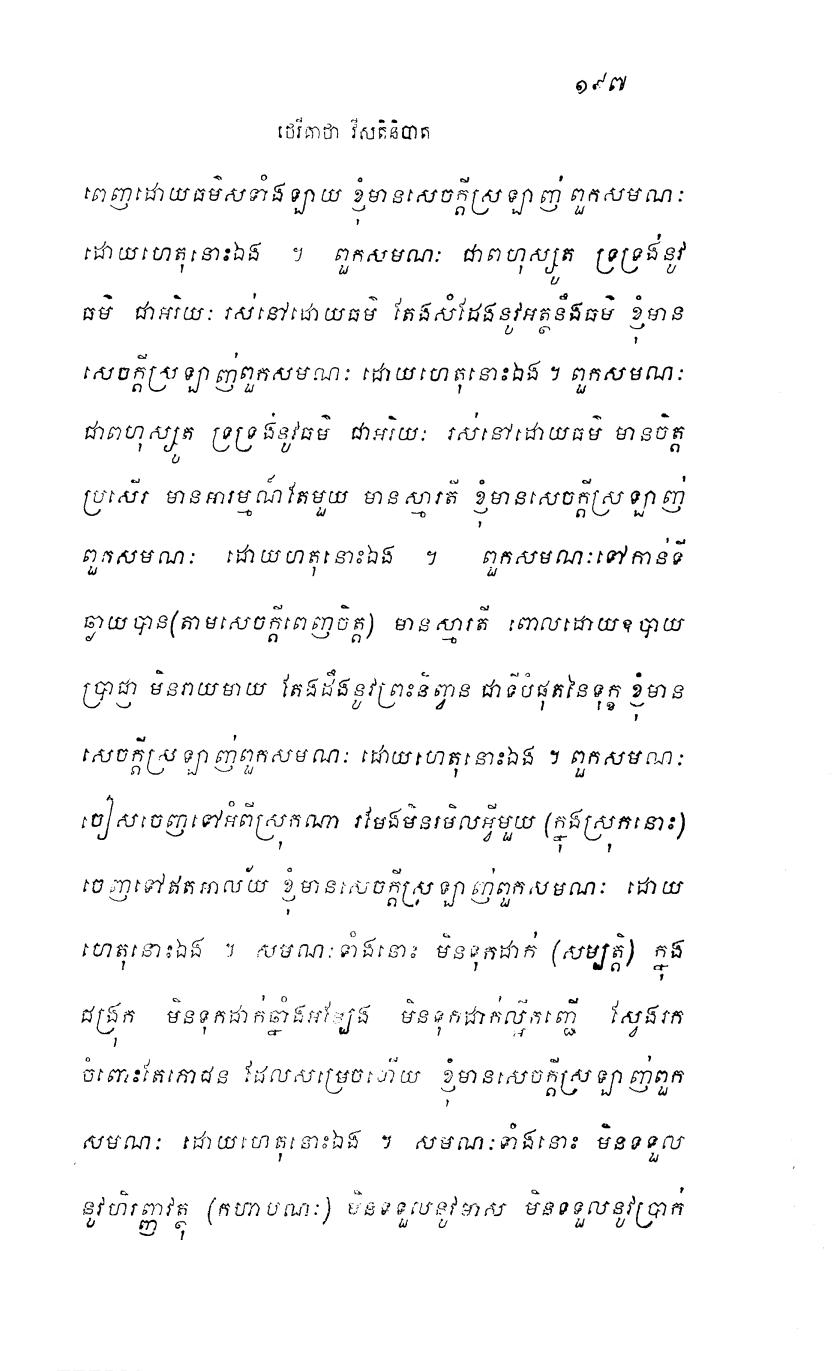 ១៩៧
ថេរីគាថា វីសតិនិបាត
ពេញដោយធម៌សទាំងឡាយ ខ្ញុំមានសេចក្តីស្រឡាញ់ ពួកសមណៈ
ដោយហេតុនោះឯង ។ ពួកសមណៈ ជាពហុស្សូត ទ្រទ្រង់នូវ
ធម៌ ជាអរិយៈ រស់នៅដោយធម៌ តែងសំដែងនូវអត្ថនឹងធម៌ ខ្ញុំមាន
សេចក្តីស្រឡាញ់ពួកសមណៈ ដោយហេតុនោះឯង ។ ពួកសមណៈ
ជាពហុស្សូត ទ្រទ្រង់នូវធម៌ ជាអរិយៈ រស់នៅដោយធម៌ មានចិត្ត
ប្រសើរ មានអារម្មណ៍តែមួយ មានស្មារតី ខ្ញុំមានសេចក្តីស្រឡាញ់
ពួកសមណៈ ដោយហតុនោះឯង ។ ពួកសមណៈទៅកាន់ទី
ឆ្ងាយបាន(តាមសេចក្តីពេញចិត្ត) មានស្មារតី ពោលដោយឧបាយ
ប្រាជ្ញា មិនរាយមាយ តែងដឹងនូវព្រះនិព្វាន ជាទីបំផុតនៃទុក្ខ ខ្ញុំមាន
សេចក្តីស្រឡាញ់ពួកសមណៈ ដោយហេតុនោះឯង ។ ពួកសមណៈ
ចៀសចេញទៅអំពីស្រុកណា រមែងមិនរមិលអ្វីមួយ (ក្នុងស្រុកនោះ)
ចេញទៅឥតអាល័យ ខ្ញុំមានសេចក្តីស្រឡាញ់ពួកសមណៈ ដោយ
ហេតុនោះឯង ។ សមណៈទាំងនោះ មិនទុកដាក់ (សម្បត្តិ) ក្នុង
ជង្រុក មិនទុកដាក់ឆ្នាំងអន្សែង មិនទុកដាក់ល្អីកញ្ជើ ស្វែងរក
ចំពោះតែភោជន ដែលសម្រេចហើយ ខ្ញុំមានសេចក្តីស្រឡាញ់ពួក
សមណៈ ដោយហេតុនោះឯង ។ សមណៈទាំងនោះ មិនទទួល
នូវហិរញ្ញវត្ថុ (កហាបណៈ) មិនទទួលនូវមាស មិនទទួលនូវប្រាក់